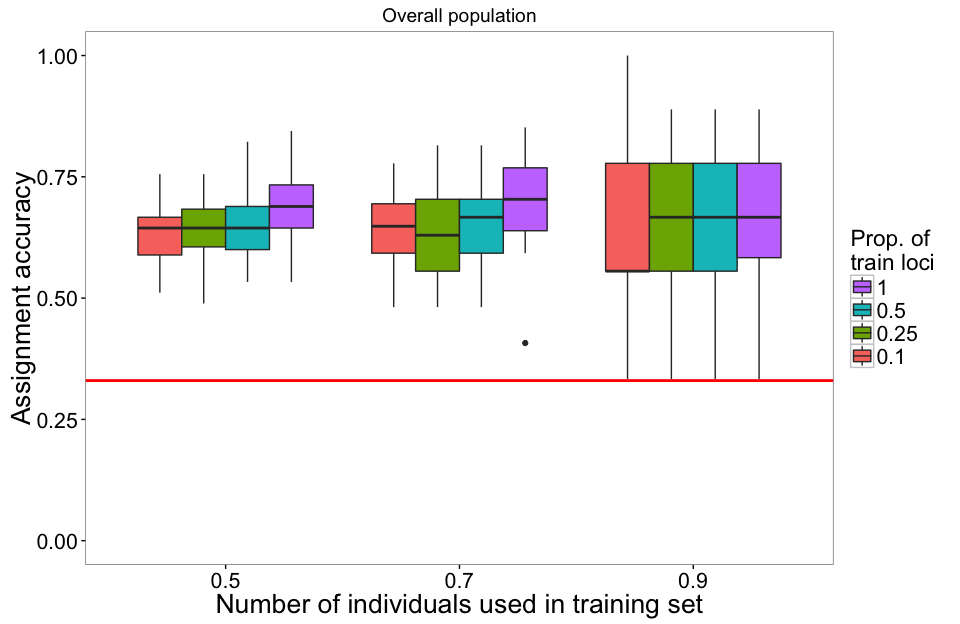 Overall population
Assignment accuracy
1.00
0.75
0.50
0.25
0.00
0.5
0.7
0.9
Number of individuals used in training set
Prop. of
train loci
1
0.5
0.25
0.1